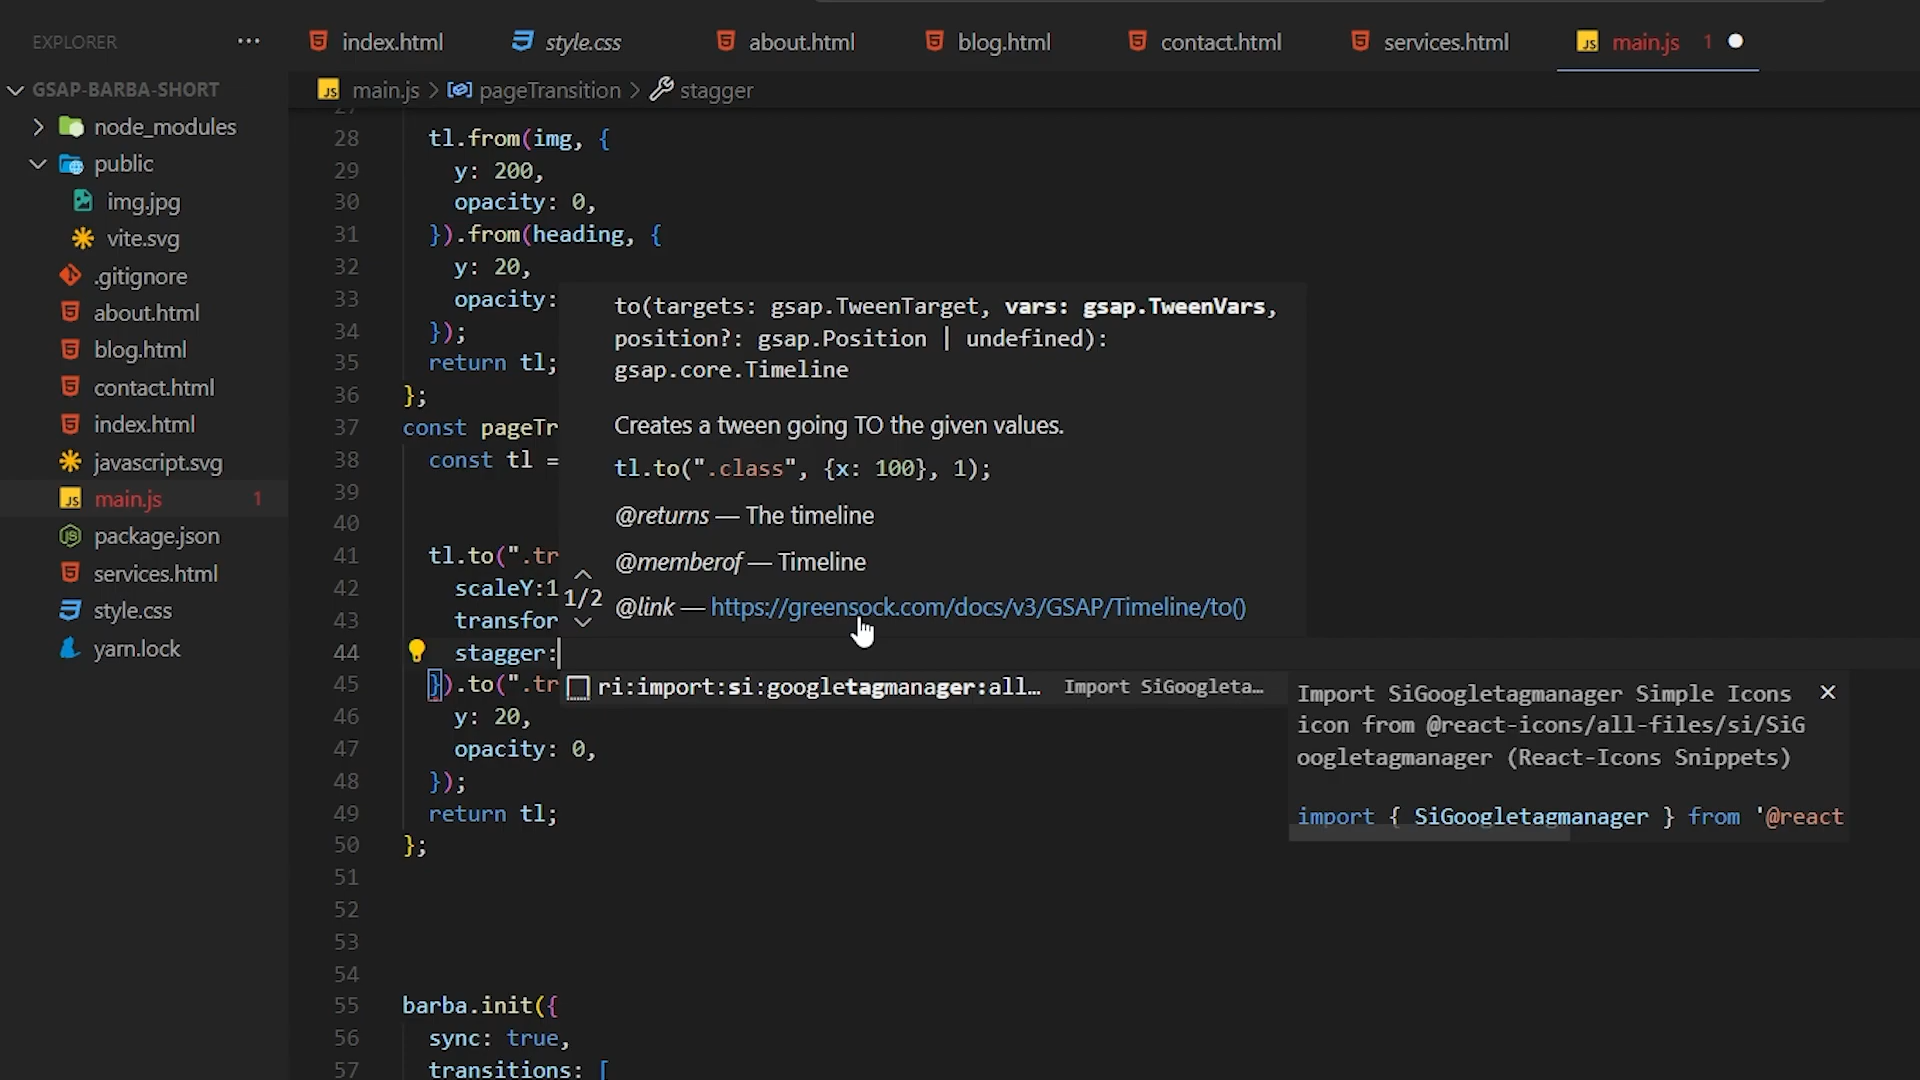 EXPLORER
index.html
style.css
about.html
blog.html
contact.html
services.html
JS main.js 1
GSAP-BARBA-SHORT
node_modules
public
img.jpg
vite.svg
.gitignore
about.html
blog.html
contact.html
index.html
javascript.svg
JS main.js 1
package.json
services.html
style.css
yarn.lock
JS main.js > pageTransition > stagger
28 tl.from(img, {
29 y: 200,
30 opacity: 0,
31 }).from(heading, {
32 y: 20,
33 opacity:
34 });
35 return tl;
36 };
37 const pageTr
38 const tl =
39
40
41 tl.to(".tr
42 scaleY:1
43 transfor
44 stagger:
45 }).to(".tr
46 y: 20,
47 opacity: 0,
48 });
49 return tl;
50 };
51
52
53
54
55 barba.init({
56 sync: true,
57 transitions: [
to(targets: gsap.TweenTarget, vars: gsap.TweenVars,
position?: gsap.Position | undefined):
gsap.core.Timeline
Creates a tween going TO the given values.
tl.to(".class", {x: 100}, 1);
@returns — The timeline
@memberof — Timeline
1/2
@link — https://greensock.com/docs/v3/GSAP/Timeline/to()
ri:import:si:googletagmanager:all… Import SiGoogleta…
Import SiGoogletagmanager Simple Icons
icon from @react-icons/all-files/si/SiG
oogletagmanager (React-Icons Snippets)
import { SiGoogletagmanager } from '@react